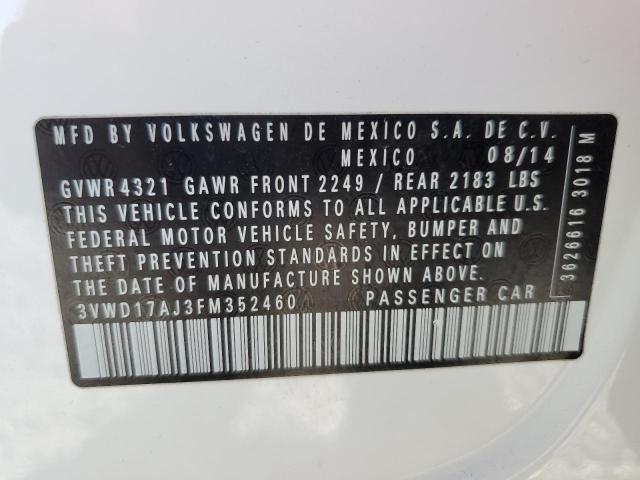 MFD BY VOLKSWAGEN DE MEXICO S.A. DE C.V.
MEXICO 08/14
GVWR 4321 GAWR FRONT 2249 / REAR 2183 LBS
THIS VEHICLE CONFORMS TO ALL APPLICABLE U.S.
FEDERAL MOTOR VEHICLE SAFETY, BUMPER AND
THEFT PREVENTION STANDARDS IN EFFECT ON
THE DATE OF MANUFACTURE SHOWN ABOVE.
3VWD17AJ3FM352460 PASSENGER CAR
36266616 3018 M